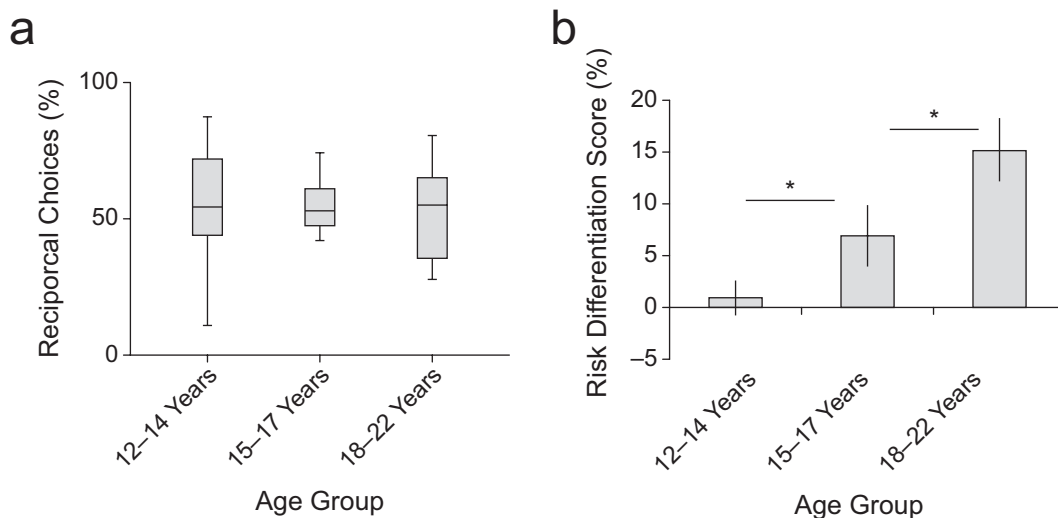 a
Reciporcal Choices (%)
100
50
0
12–14 Years
15–17 Years
18–22 Years
Age Group
b
Risk Differentiation Score (%)
20
15
10
5
0
–5
*
*
12–14 Years
15–17 Years
18–22 Years
Age Group